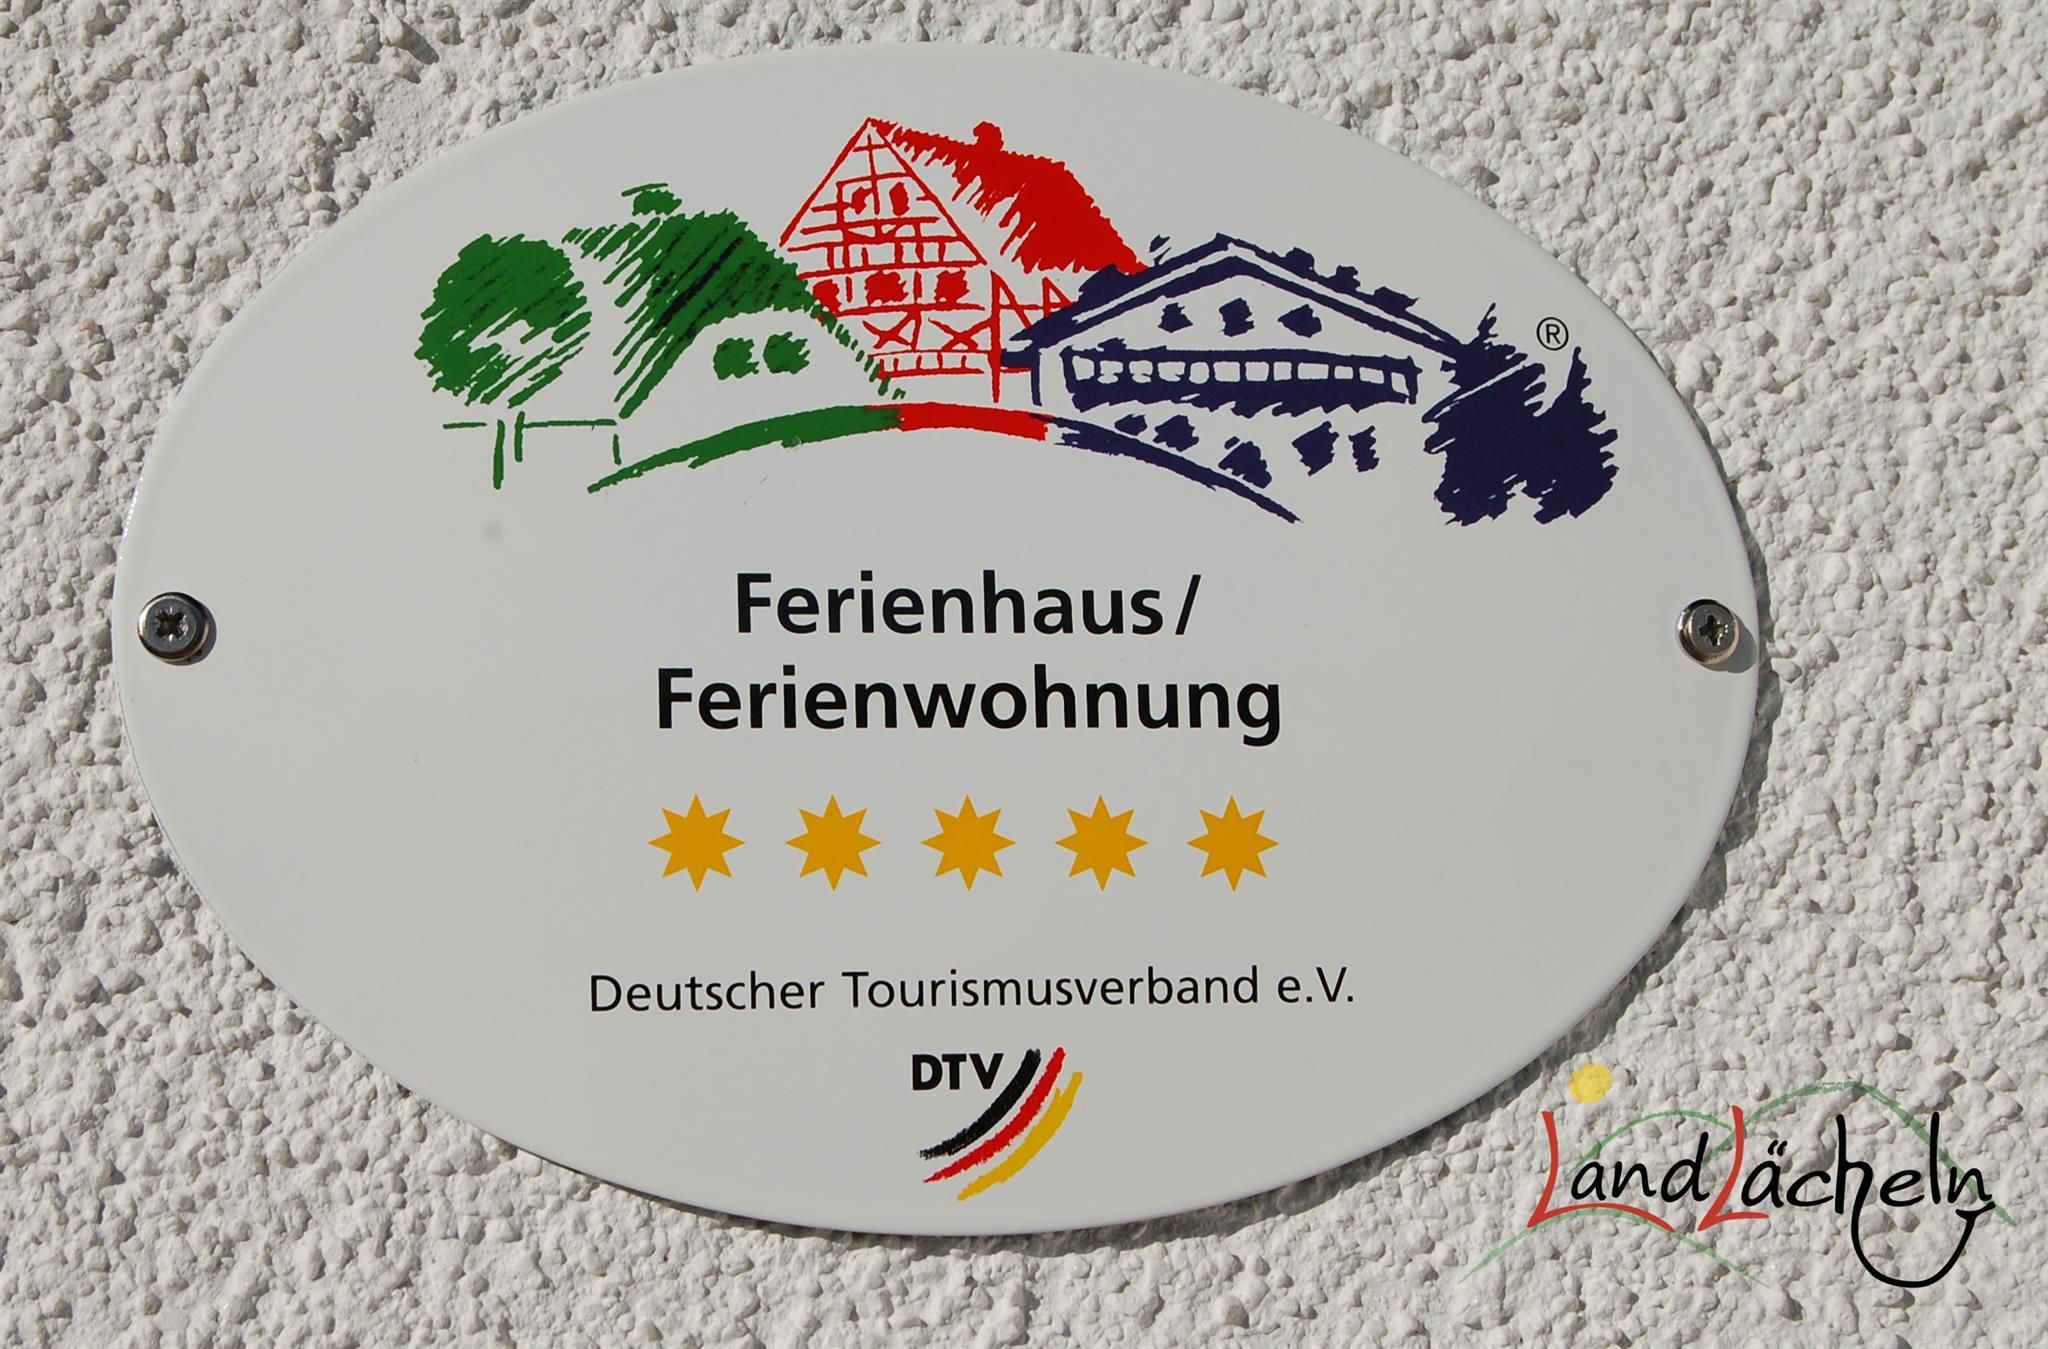 ®
Ferienhaus/
Ferienwohnung
Deutscher Tourismusverband e.V.
DTV
LandLächeln